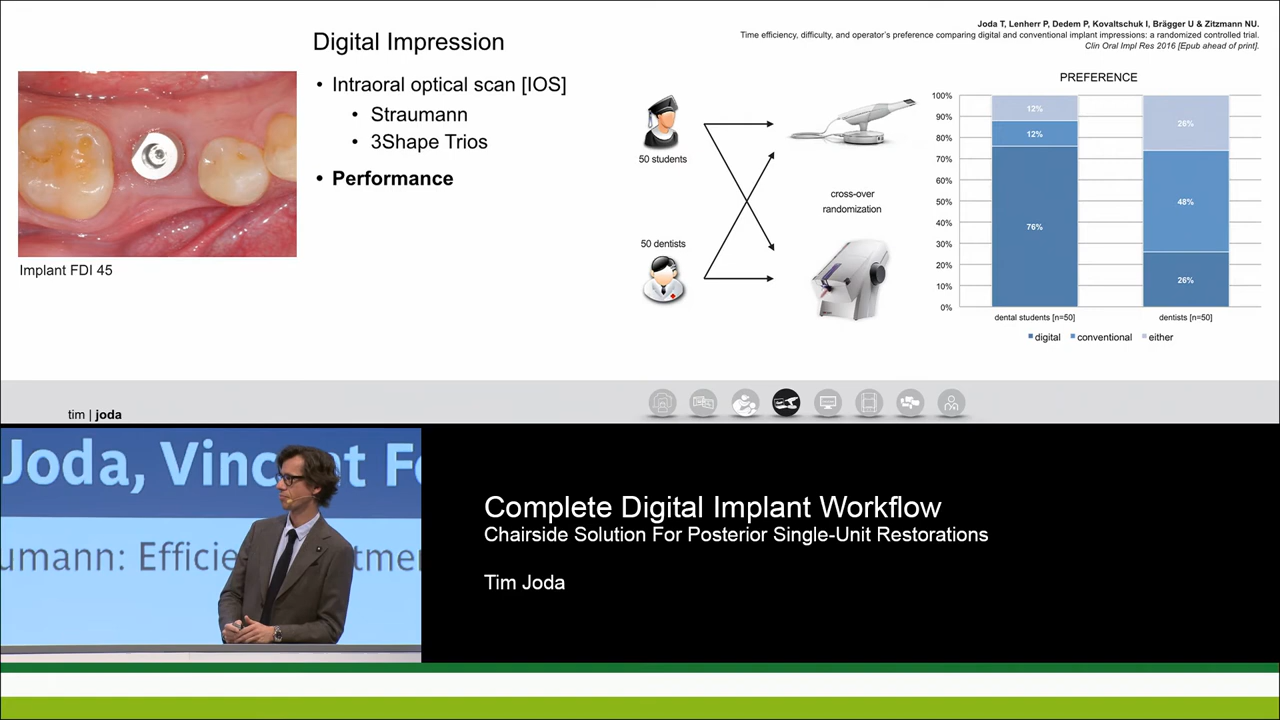 Digital Impression
• Intraoral optical scan [IOS]
• Straumann
• 3Shape Trios
• Performance
Implant FDI 45
Joda T, Lenherr P, Dedem P, Kovaltschuk I, Brägger U & Zitzmann NU.
Time efficiency, difficulty, and operator's preference comparing digital and conventional implant impressions: a randomized controlled trial.
Clin Oral Impl Res 2016 [Epub ahead of print].
50 students
50 dentists
cross-over
randomization
PREFERENCE
100%
90%
80%
70%
60%
50%
40%
30%
20%
10%
0%
12%
12%
76%
26%
48%
26%
dental students [n=50]
dentists [n=50]
digital
conventional
either
tim | joda
Joda, Vincent F
umann: Efficie
Complete Digital Implant Workflow
Chairside Solution For Posterior Single-Unit Restorations
Tim Joda